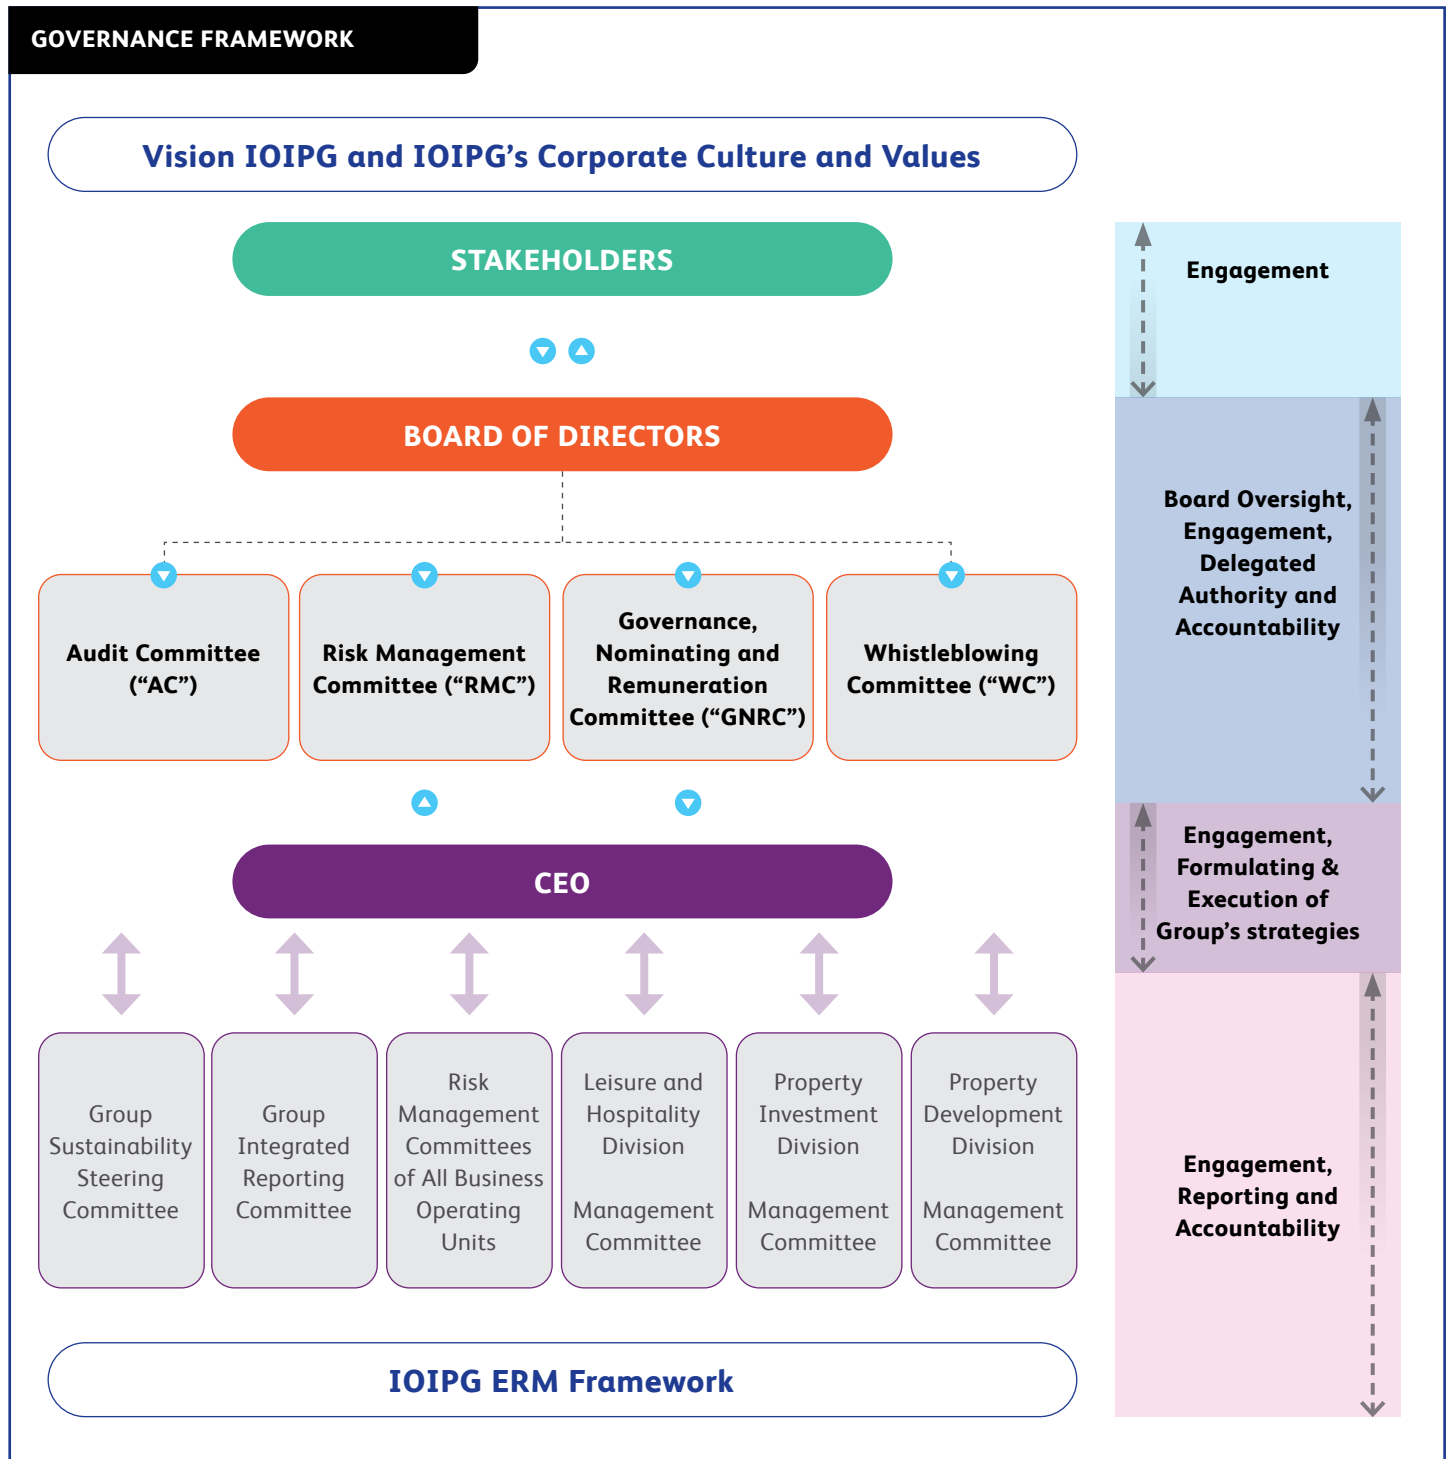 GOVERNANCE FRAMEWORK
Vision IOIPG and IOIPG’s Corporate Culture and Values
STAKEHOLDERS
BOARD OF DIRECTORS
Audit Committee
(“AC”)
Risk Management
Committee (“RMC”)
Governance,
Nominating and
Remuneration
Committee (“GNRC”)
Whistleblowing
Committee (“WC”)
CEO
Group
Sustainability
Steering
Committee
Group
Integrated
Reporting
Committee
Risk
Management
Committees
of All Business
Operating
Units
Leisure and
Hospitality
Division
Management
Committee
Property
Investment
Division
Management
Committee
Property
Development
Division
Management
Committee
IOIPG ERM Framework
Engagement
Board Oversight,
Engagement,
Delegated
Authority and
Accountability
Engagement,
Formulating &
Execution of
Group’s strategies
Engagement,
Reporting and
Accountability